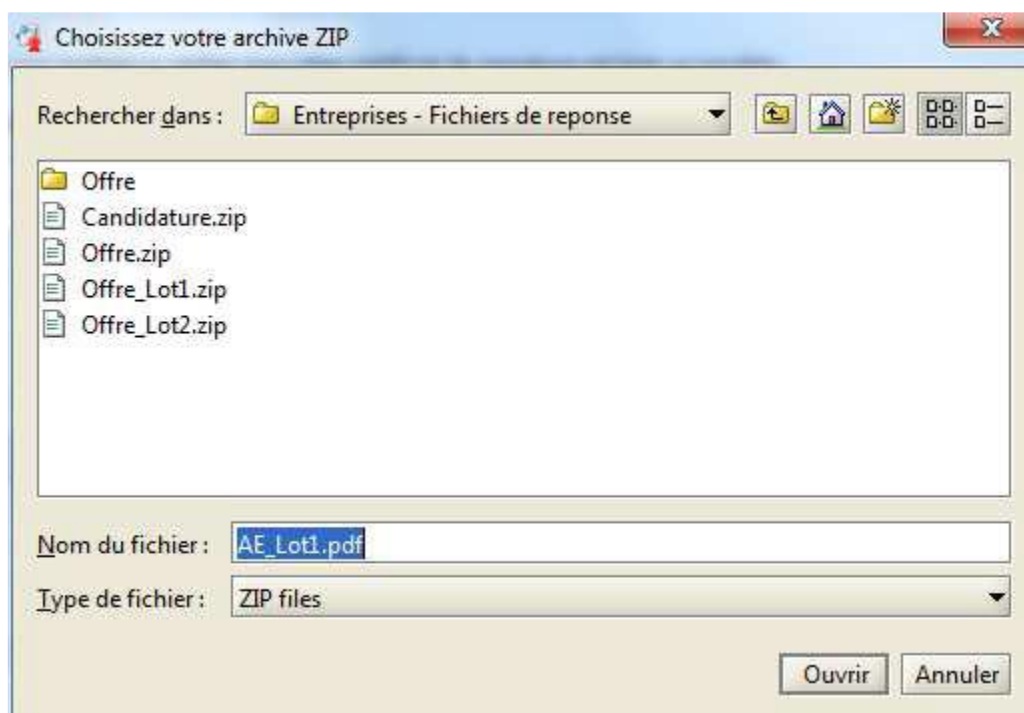 Choisissez votre archive ZIP
Rechercher dans : Entreprises - Fichiers de reponse
Offre
Candidature.zip
Offre.zip
Offre_Lot1.zip
Offre_Lot2.zip
Nom du fichier : AE_Lot1.pdf
Type de fichier : ZIP files
Ouvrir Annuler